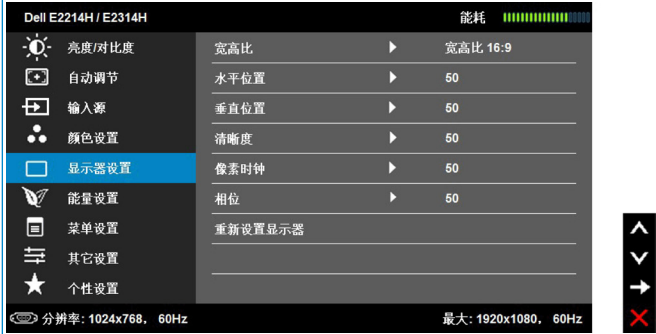 Dell E2214H / E2314H 能耗
亮度/对比度 宽高比 宽高比 16:9
自动调节 水平位置 50
输入源 垂直位置 50
颜色设置 清晰度 50
显示器设置 像素时钟 50
能量设置 相位 50
菜单设置 重新设置显示器
其它设置
个性设置
分辨率: 1024x768, 60Hz 最大: 1920x1080, 60Hz